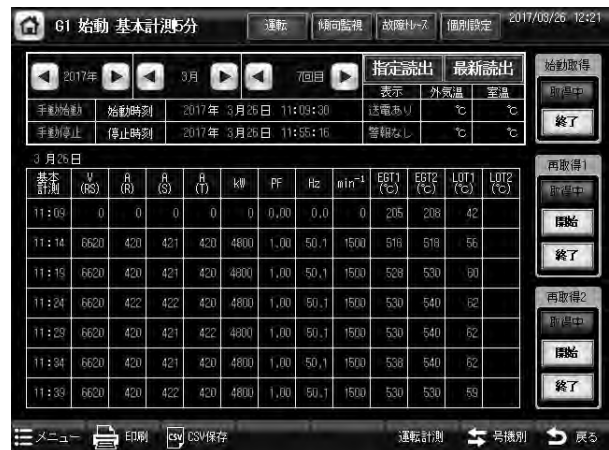 G1 始動 基本計測5分 運転 傾向監視 故障トレース 個別設定 2017/03/26 12:21
2017年 3月 7回目 指定読出 最新読出
表示 外気温 室温
手動始動 始動時刻 2017年 3月26日 11:09:30 送電あり ℃ ℃
手動停止 停止時刻 2017年 3月26日 11:55:16 警報なし ℃ ℃
3月26日
基本計測 V(RS) A(R) A(S) A(T) kW PF Hz min⁻¹ EGT1(℃) EGT2(℃) LOT1(℃) LOT2(℃)
11:09 0 0 0 0 0 0.00 0.0 0 205 208 42
11:14 6620 420 421 420 4800 1.00 50.1 1500 516 518 56
11:19 6620 420 421 420 4800 1.00 50.1 1500 528 530 60
11:24 6620 422 422 420 4800 1.00 50.1 1500 530 540 62
11:29 6620 420 421 422 4800 1.00 50.1 1500 530 540 62
11:34 6620 420 421 420 4800 1.00 50.1 1500 538 540 62
11:39 6620 420 422 420 4800 1.00 50.1 1500 530 530 59
始動取得
取得中
終了
再取得1
取得中
開始
終了
再取得2
取得中
開始
終了
メニュー 印刷 CSV CSV保存 運転計測 号機別 戻る